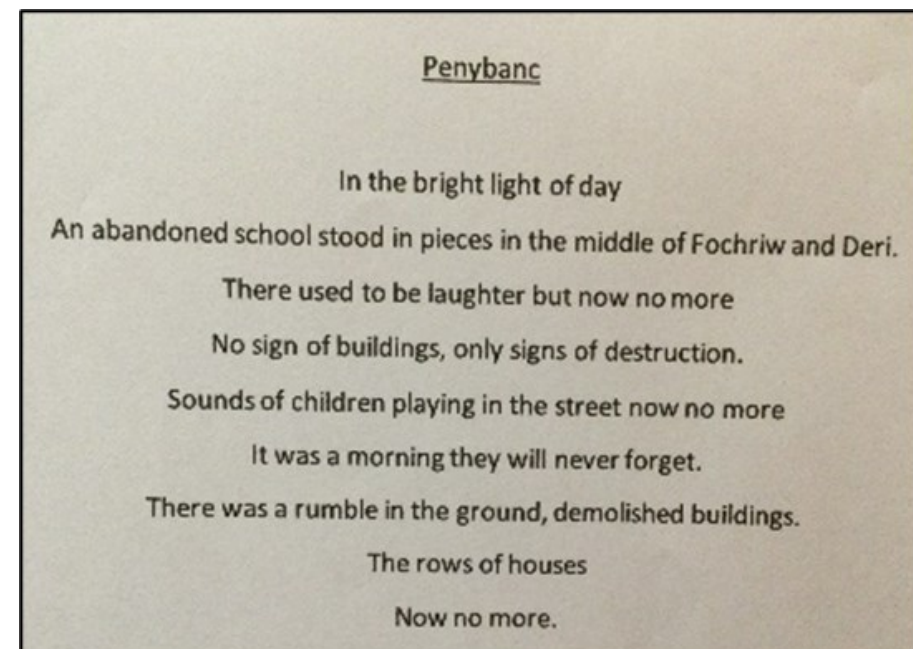 Penybanc
In the bright light of day
An abandoned school stood in pieces in the middle of Fochriw and Deri.
There used to be laughter but now no more
No sign of buildings, only signs of destruction.
Sounds of children playing in the street now no more
It was a morning they will never forget.
There was a rumble in the ground, demolished buildings.
The rows of houses
Now no more.